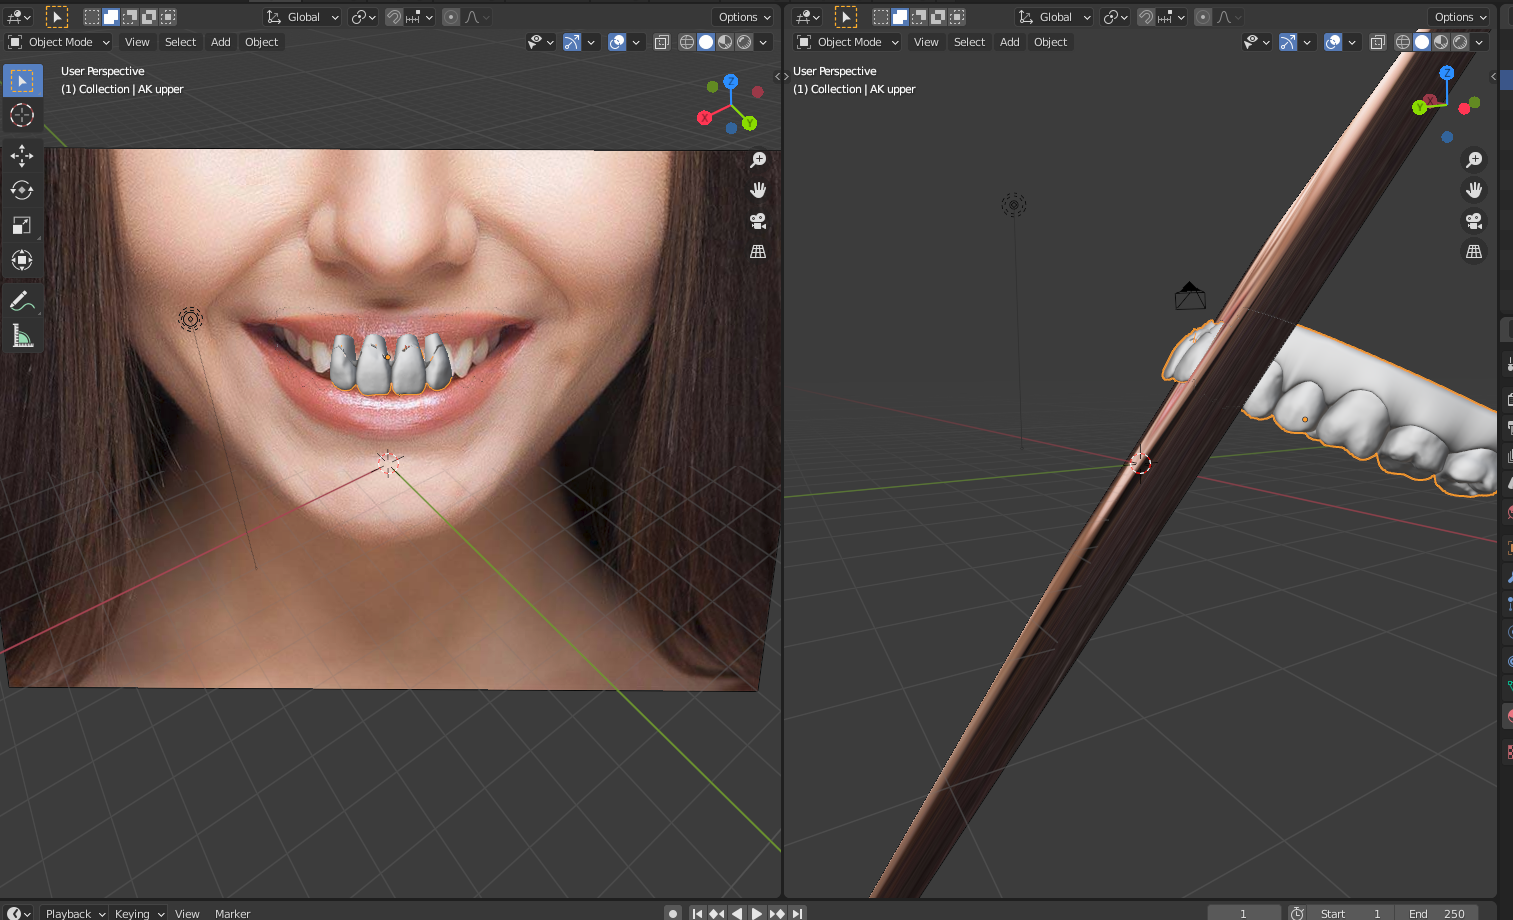 Global
Options
Global
Options
Object Mode
View
Select
Add
Object
Object Mode
View
Select
Add
Object
User Perspective
(1) Collection | AK upper
User Perspective
(1) Collection | AK upper
Z
X
Y
Z
X
Y
Playback
Keying
View
Marker
1
Start 1
End 250